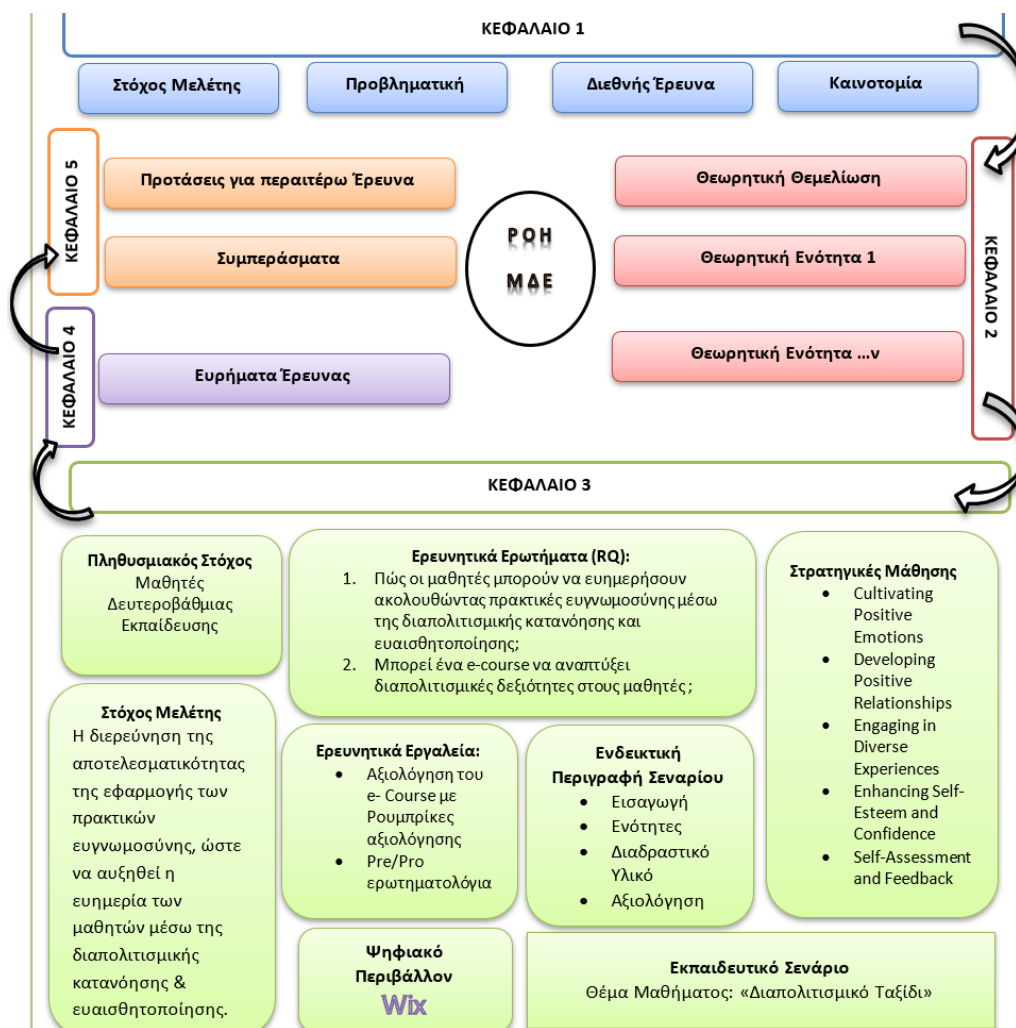 ΚΕΦΑΛΑΙΟ 1
Στόχος Μελέτης
Προβληματική
Διεθνής Έρευνα
Καινοτομία
ΚΕΦΑΛΑΙΟ 5
Προτάσεις για περαιτέρω Έρευνα
Συμπεράσματα
ΡΟΗ
ΜΔΕ
Θεωρητική Θεμελίωση
Θεωρητική Ενότητα 1
Θεωρητική Ενότητα ...ν
ΚΕΦΑΛΑΙΟ 2
ΚΕΦΑΛΑΙΟ 4
Ευρήματα Έρευνας
ΚΕΦΑΛΑΙΟ 3
Πληθυσμιακός Στόχος
Μαθητές
Δευτεροβάθμιας
Εκπαίδευσης
Ερευνητικά Ερωτήματα (RQ):
1. Πώς οι μαθητές μπορούν να ευημερήσουν
ακολουθώντας πρακτικές ευγνωμοσύνης μέσω
της διαπολιτισμικής κατανόησης και
ευαισθητοποίησης;
2. Μπορεί ένα e-course να αναπτύξει
διαπολιτισμικές δεξιότητες στους μαθητές ;
Στρατηγικές Μάθησης
• Cultivating
Positive
Emotions
• Developing
Positive
Relationships
• Engaging in
Diverse
Experiences
• Enhancing Self-
Esteem and
Confidence
• Self-Assessment
and Feedback
Στόχος Μελέτης
Η διερεύνηση της
αποτελεσματικότητας
της εφαρμογής των
πρακτικών
ευγνωμοσύνης, ώστε
να αυξηθεί η
ευημερία των
μαθητών μέσω της
διαπολιτισμικής
κατανόησης &
ευαισθητοποίησης.
Ερευνητικά Εργαλεία:
• Αξιολόγηση του
e- Course με
Ρουμπρίκες
αξιολόγησης
• Pre/Pro
ερωτηματολόγια
Ενδεικτική
Περιγραφή Σεναρίου
• Εισαγωγή
• Ενότητες
• Διαδραστικό
Υλικό
• Αξιολόγηση
Ψηφιακό
Περιβάλλον
Wix
Εκπαιδευτικό Σενάριο
Θέμα Μαθήματος: «Διαπολιτισμικό Ταξίδι»